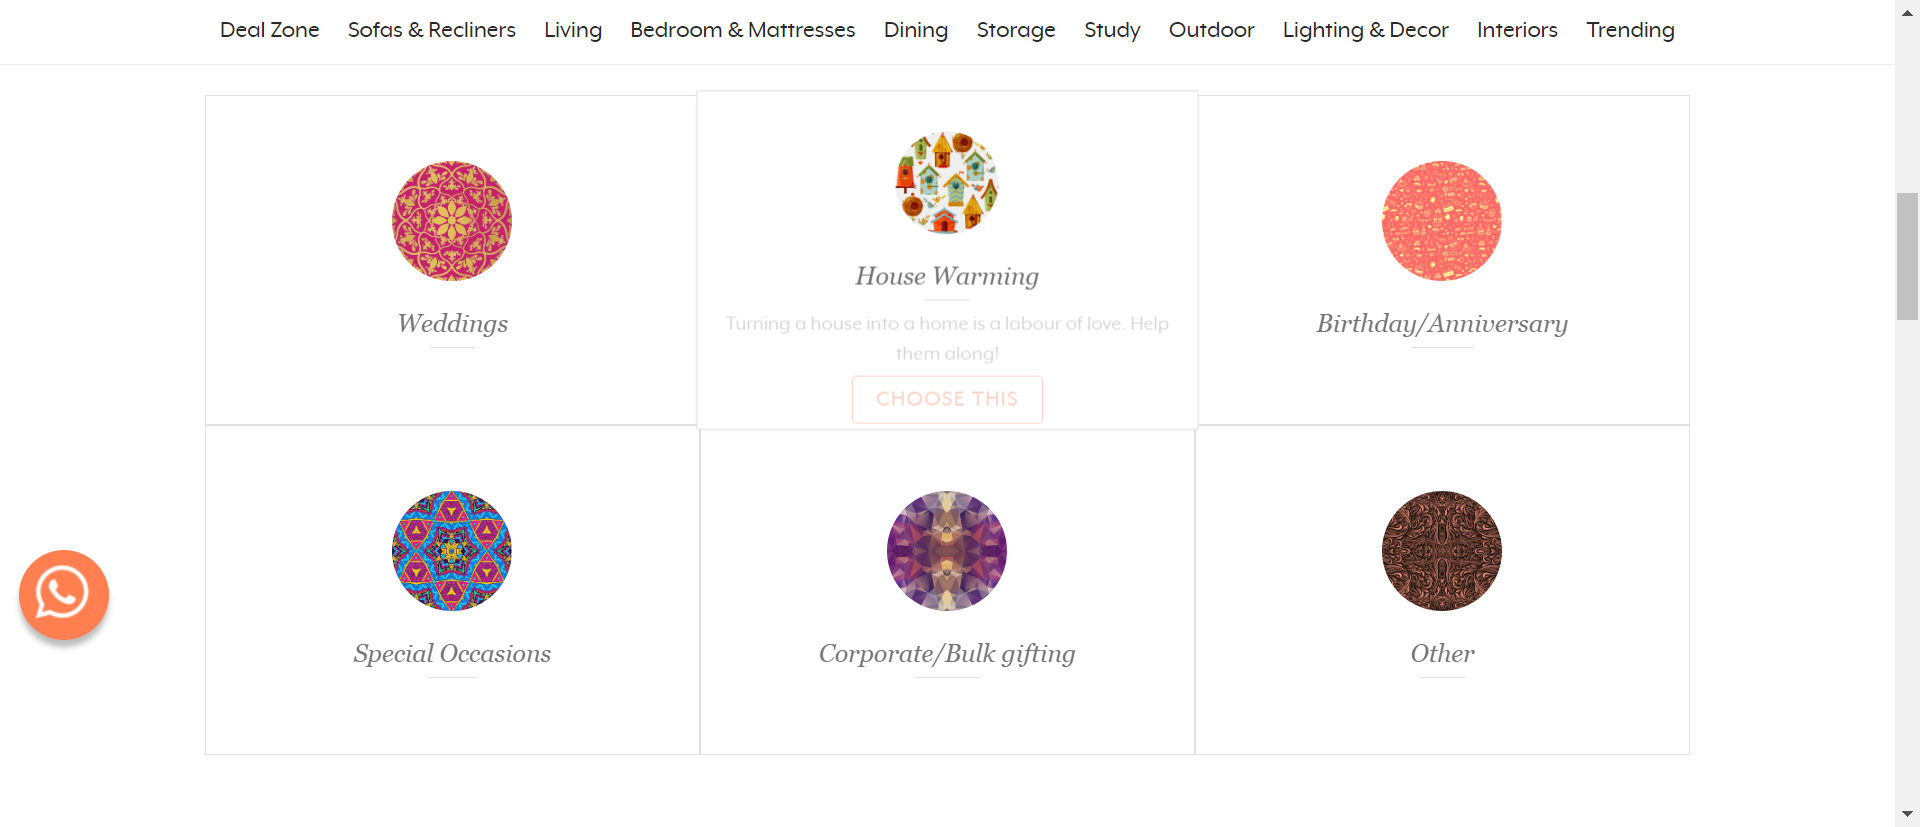 Deal Zone Sofas & Recliners Living Bedroom & Mattresses Dining Storage Study Outdoor Lighting & Decor Interiors Trending
House Warming
Turning a house into a home is a labour of love. Help
them along!
CHOOSE THIS
Weddings
Birthday/Anniversary
Special Occasions
Corporate/Bulk gifting
Other